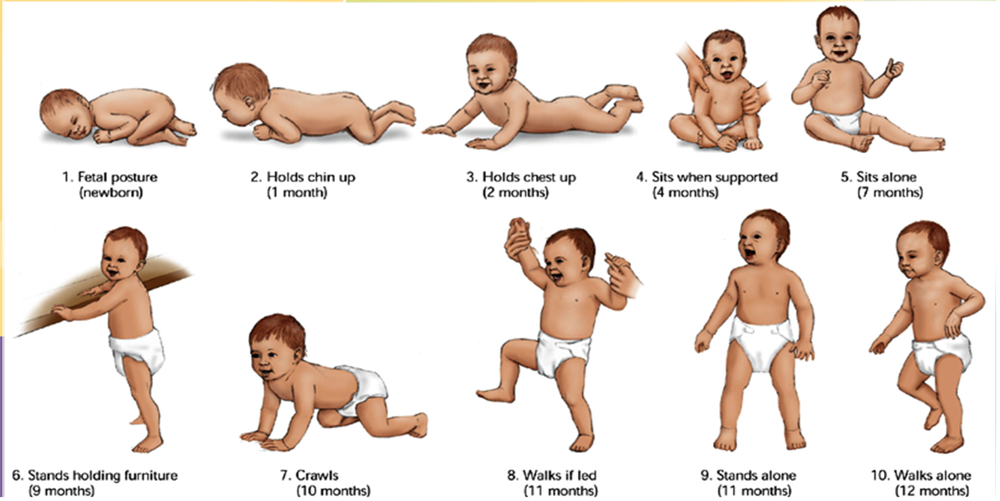 1. Fetal posture
(newborn)
2. Holds chin up
(1 month)
3. Holds chest up
(2 months)
4. Sits when supported
(4 months)
5. Sits alone
(7 months)
6. Stands holding furniture
(9 months)
7. Crawls
(10 months)
8. Walks if led
(11 months)
9. Stands alone
(11 months)
10. Walks alone
(12 months)